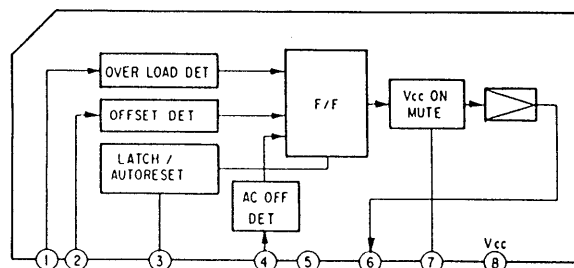 OVER LOAD DET
OFFSET DET
LATCH /
AUTORESET
AC OFF
DET
F/F
Vcc ON
MUTE
Vcc
1 2 3 4 5 6 7 8